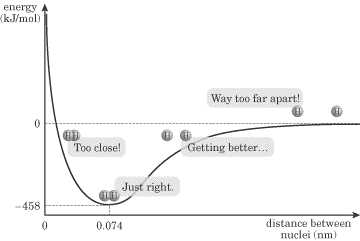 energy
(kJ/mol)
Way too far apart!
H H
0
H H
H H
Too close!
Getting better...
Just right.
H H
−458
0
0.074
distance between
nuclei (nm)